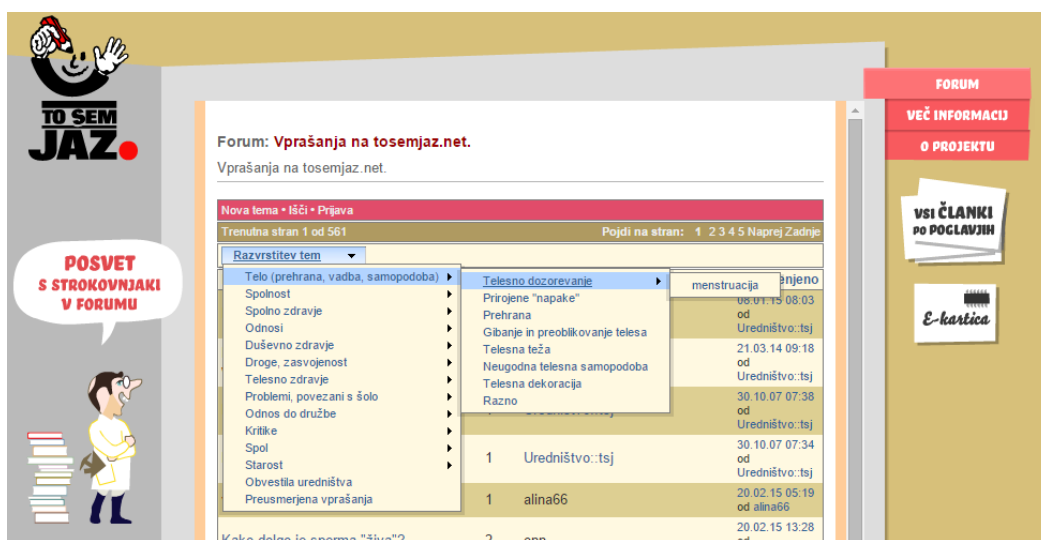 TO SEM
JAZ.
FORUM
VEČ INFORMACIJ
O PROJEKTU
VSI ČLANKI
PO POGLAVJIH
E-kartica
POSVET
S STROKOVNJAKI
V FORUMU
Forum: Vprašanja na tosemjaz.net.
Vprašanja na tosemjaz.net.
Nova tema • Išči • Prijava
Trenutna stran 1 od 561 Pojdi na stran: 1 2 3 4 5 Naprej Zadnje
Razvrstitev tem
Telo (prehrana, vadba, samopodoba)
Spolnost
Spolno zdravje
Odnosi
Duševno zdravje
Droge, zasvojenost
Telesno zdravje
Problemi, povezani s šolo
Odnos do družbe
Kritike
Spol
Starost
Obvestila uredništva
Preusmerjena vprašanja
Telesno dozorevanje
Prirojene "napake"
Prehrana
Gibanje in preoblikovanje telesa
Telesna teža
Neugodna telesna samopodoba
Telesna dekoracija
Razno
menstruacija
08.01.15 08:03
od
Uredništvo::tsj
21.03.14 09:18
od
Uredništvo::tsj
30.10.07 07:38
od
Uredništvo::tsj
1 Uredništvo::tsj
30.10.07 07:34
od
Uredništvo::tsj
1 alina66
20.02.15 05:19
od alina66
Kako dolgo je sperma "živa"? 2
20.02.15 13:28